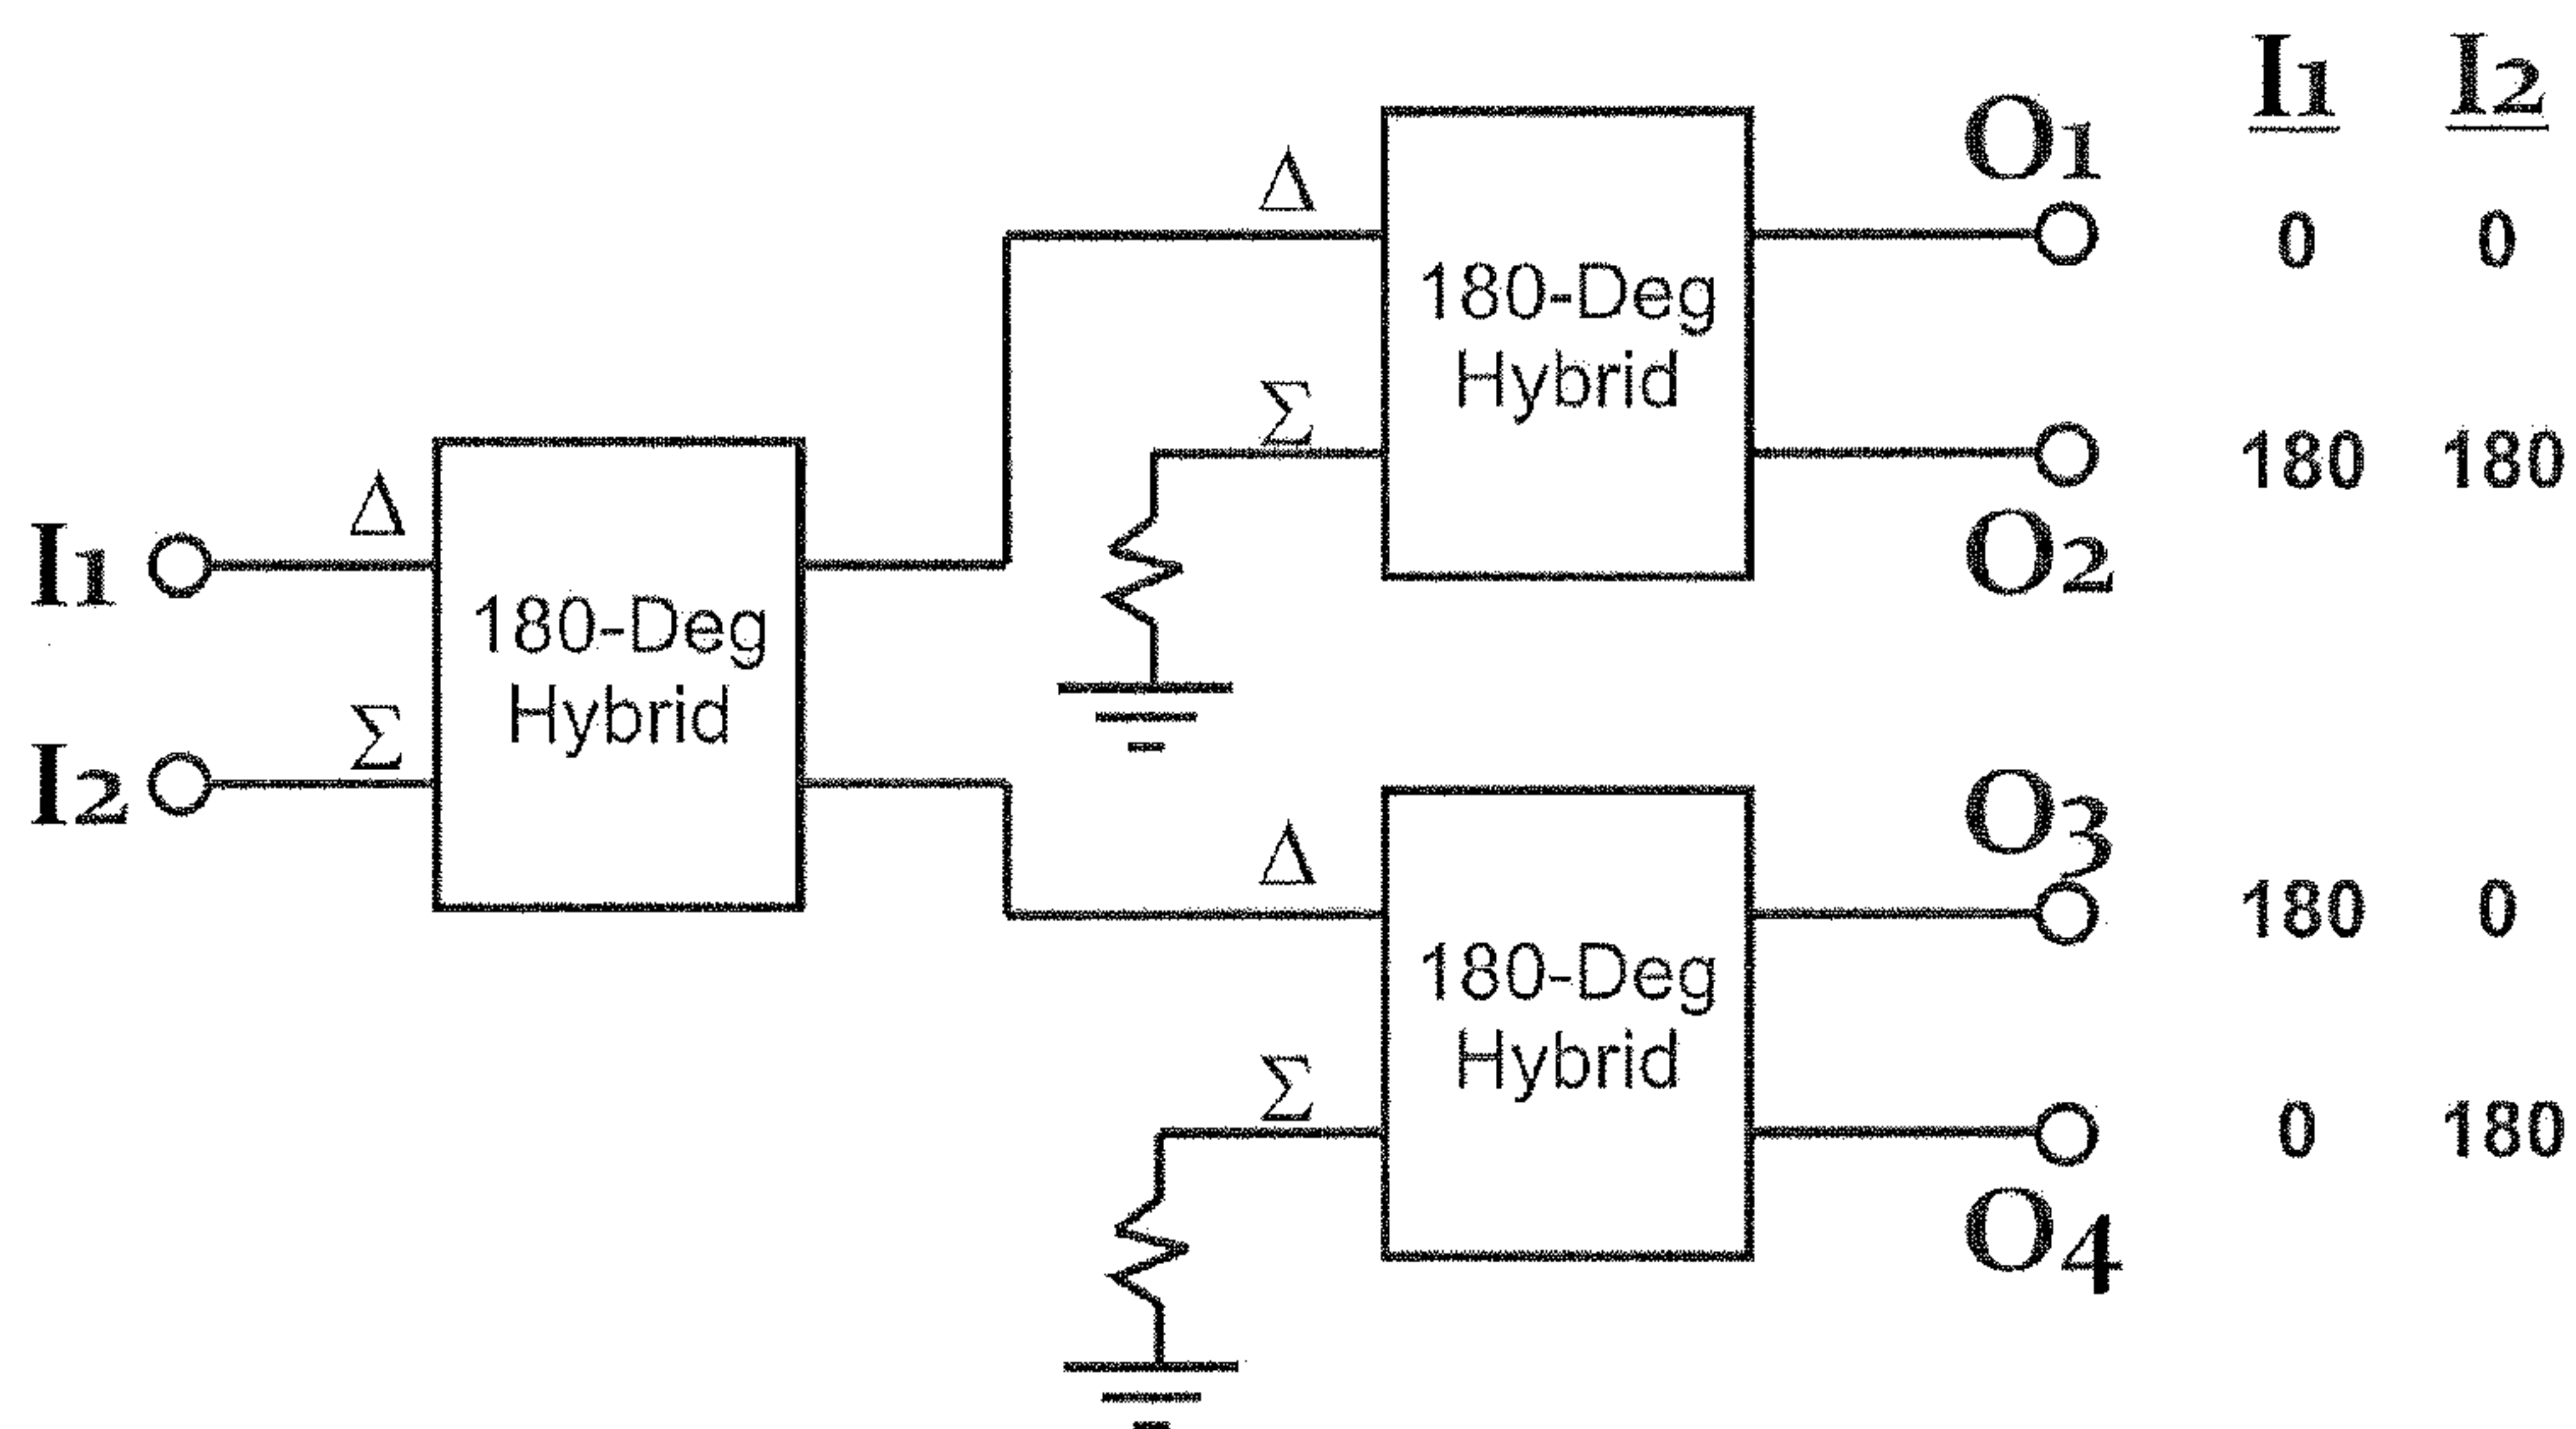 I1 I2
O1
0 0
Δ
180-Deg
Hybrid
Σ
180 180
O2
Δ
I1
180-Deg
Hybrid
Σ
I2
O3
Δ
180 0
180-Deg
Hybrid
Σ
0 180
O4